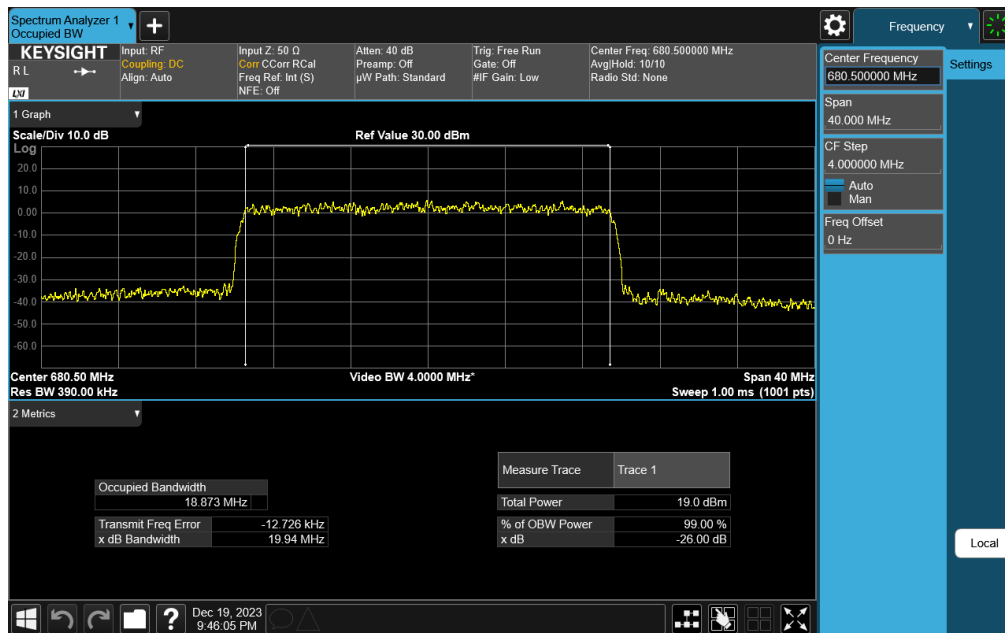 Spectrum Analyzer 1
Occupied BW
Frequency
KEYSIGHT
R L
LXI
Input: RF
Coupling: DC
Align: Auto
Input Z: 50 Ω
Corr CCorr RCal
Freq Ref: Int (S)
NFE: Off
Atten: 40 dB
Preamp: Off
µW Path: Standard
Trig: Free Run
Gate: Off
#IF Gain: Low
Center Freq: 680.500000 MHz
Avg|Hold: 10/10
Radio Std: None
Center Frequency
680.500000 MHz
Settings
Span
40.000 MHz
CF Step
4.000000 MHz
Auto
Man
Freq Offset
0 Hz
Local
1 Graph
Scale/Div 10.0 dB
Ref Value 30.00 dBm
Log
20.0
10.0
0.00
-10.0
-20.0
-30.0
-40.0
-50.0
-60.0
Center 680.50 MHz
Video BW 4.0000 MHz*
Span 40 MHz
Res BW 390.00 kHz
Sweep 1.00 ms (1001 pts)
2 Metrics
Measure Trace Trace 1
Occupied Bandwidth
18.873 MHz
Total Power 19.0 dBm
Transmit Freq Error -12.726 kHz
% of OBW Power 99.00 %
x dB Bandwidth 19.94 MHz
x dB -26.00 dB
?
Dec 19, 2023
9:46:05 PM